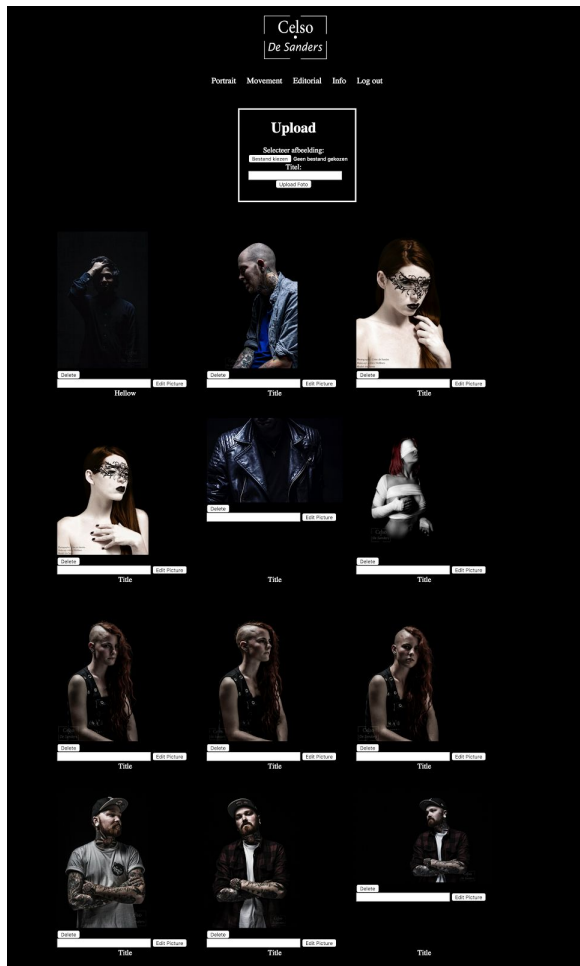 Celso
De Sanders
Portrait Movement Editorial Info Log out
Upload
Selecteer afbeelding:
Bestand kiezen Geen bestand gekozen
Titel:
Upload Foto
Delete Delete Delete
Edit Picture Edit Picture Edit Picture
Hellow Title Title
Delete Delete Delete
Edit Picture Edit Picture Edit Picture
Title Title Title
Delete Delete Delete
Edit Picture Edit Picture Edit Picture
Title Title Title
Delete Delete Delete
Edit Picture Edit Picture Edit Picture
Title Title Title